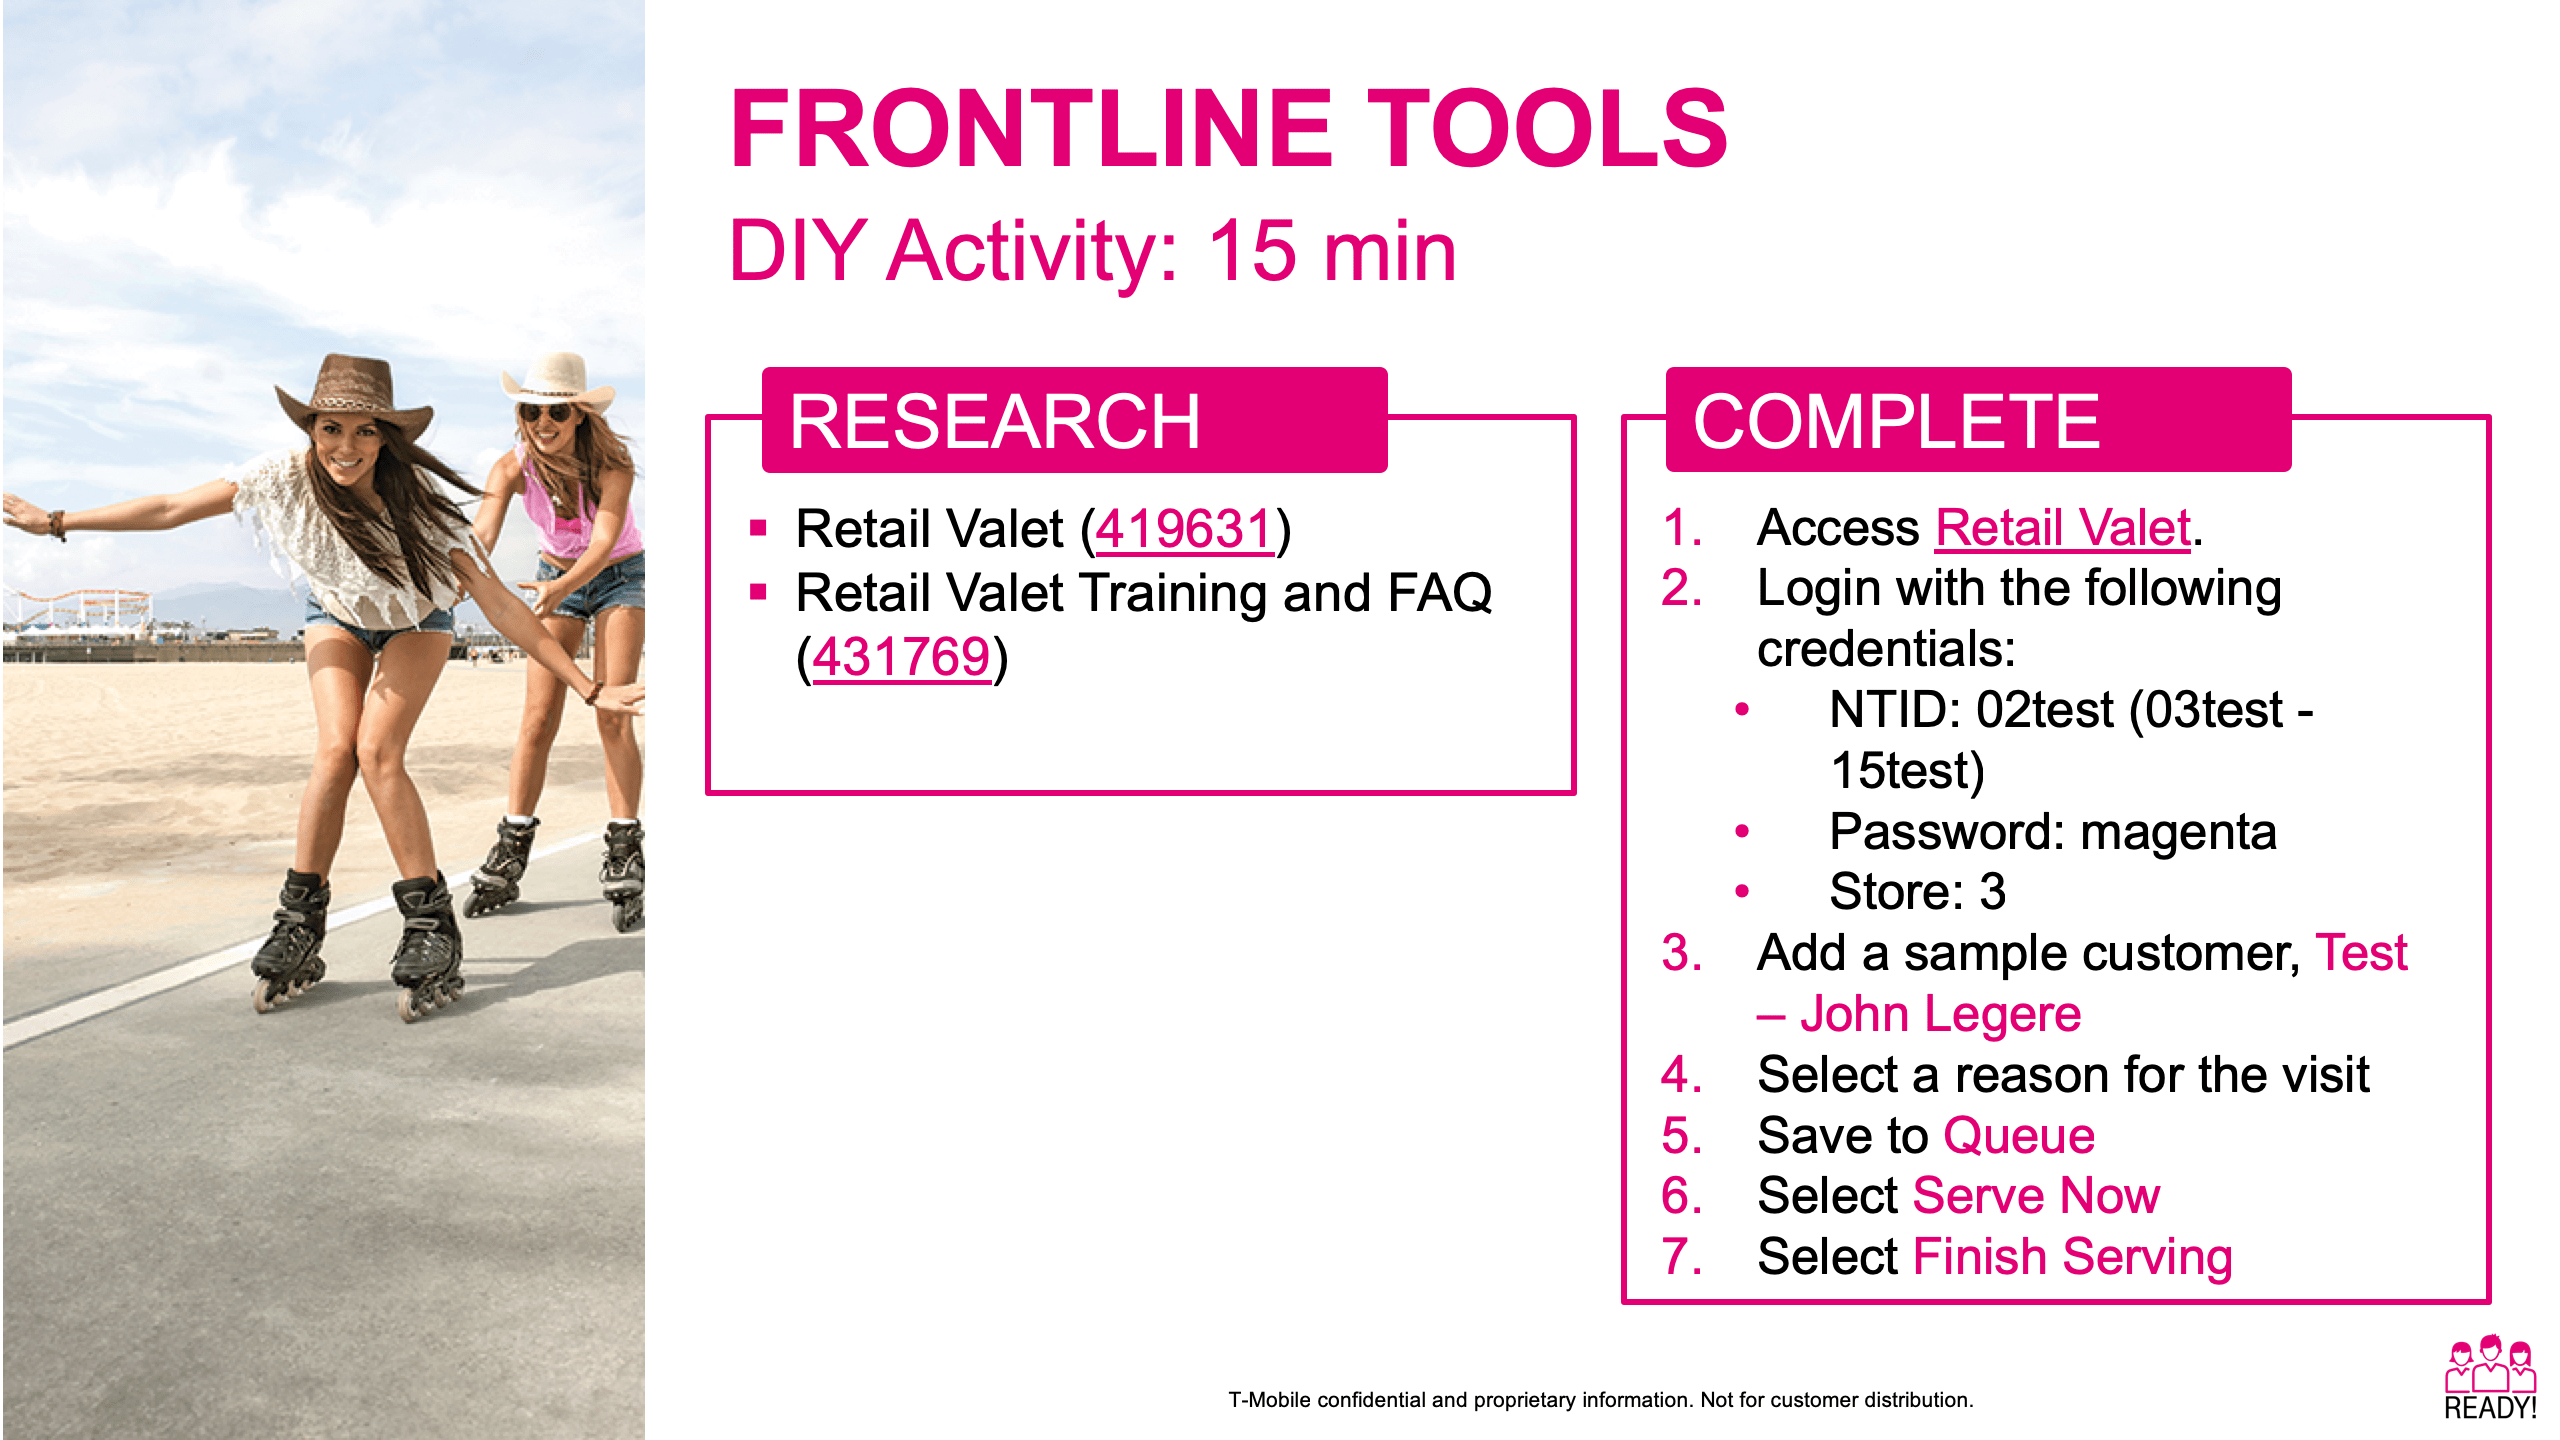 FRONTLINE TOOLS
DIY Activity: 15 min
RESEARCH
▪ Retail Valet (419631)
▪ Retail Valet Training and FAQ
(431769)
COMPLETE
1. Access Retail Valet.
2. Login with the following
credentials:
• NTID: 02test (03test -
15test)
• Password: magenta
• Store: 3
3. Add a sample customer, Test
– John Legere
4. Select a reason for the visit
5. Save to Queue
6. Select Serve Now
7. Select Finish Serving
T-Mobile confidential and proprietary information. Not for customer distribution.
READY!